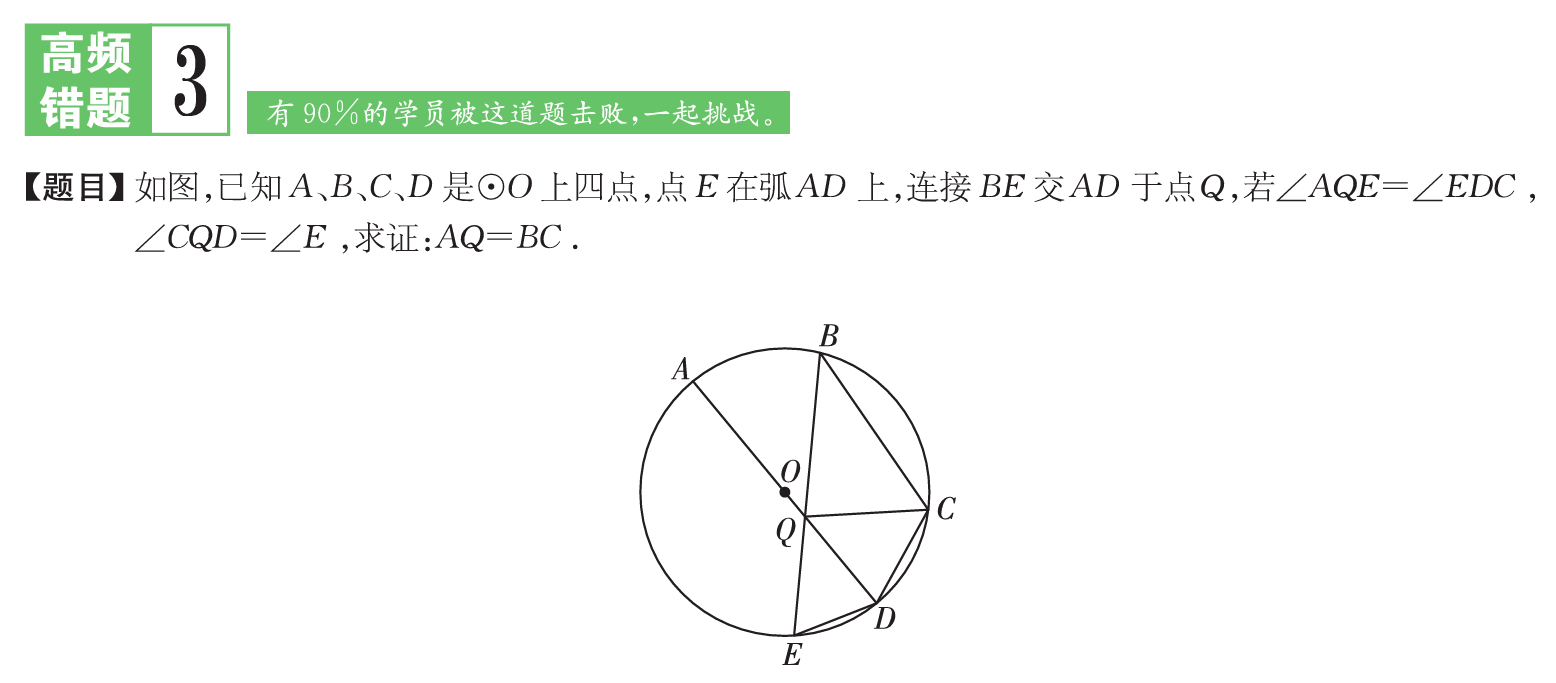 高频
错题
3
有90%的学员被这道题击败,一起挑战。
【题目】如图,已知A、B、C、D是⊙O上四点,点E在弧AD上,连接BE交AD于点Q,若∠AQE=∠EDC,
∠CQD=∠E,求证:AQ=BC.
B
A
O
Q
C
D
E